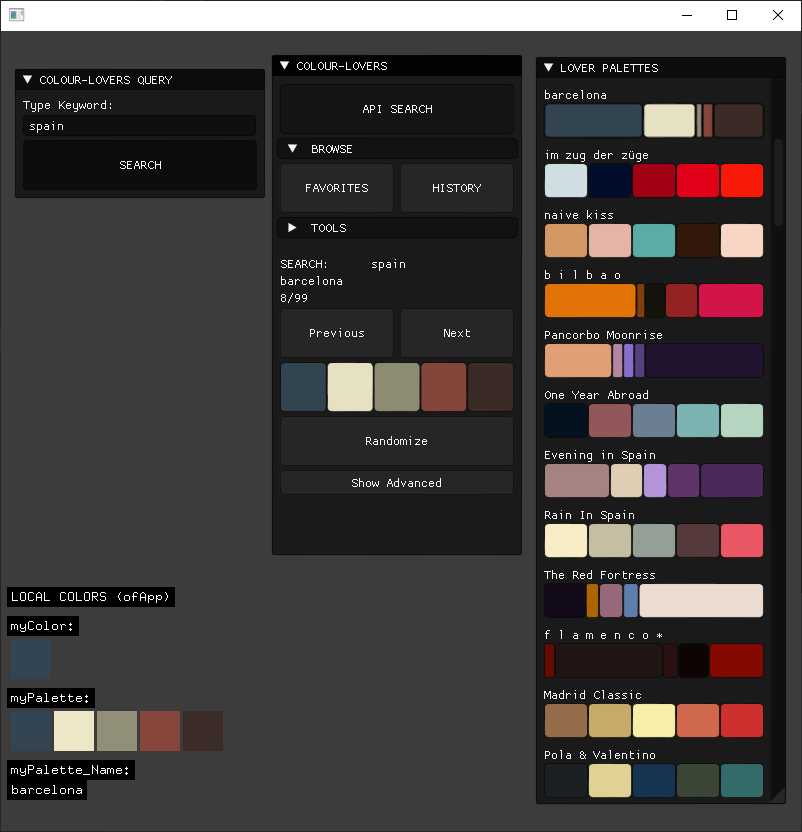 COLOUR-LOVERS QUERY
Type Keyword:
spain
SEARCH
COLOUR-LOVERS
API SEARCH
BROWSE
FAVORITES HISTORY
TOOLS
SEARCH: spain
barcelona
8/99
Previous Next
Randomize
Show Advanced
LOVER PALETTES
barcelona
im zug der züge
naive kiss
b i l b a o
Pancorbo Moonrise
One Year Abroad
Evening in Spain
Rain In Spain
The Red Fortress
f l a m e n c o *
Madrid Classic
Pola & Valentino
LOCAL COLORS (ofApp)
myColor:
myPalette:
myPalette_Name:
barcelona